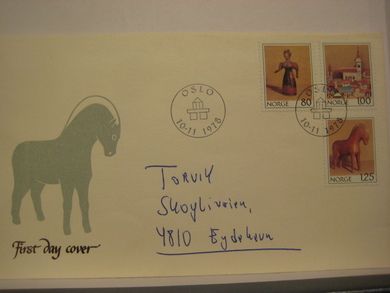 OSLO
10-11 1978
NORGE 80
NORGE 100
OSLO
10-11 1978
NORGE 125
TORVIK
4810 Eydehavn
First day cover